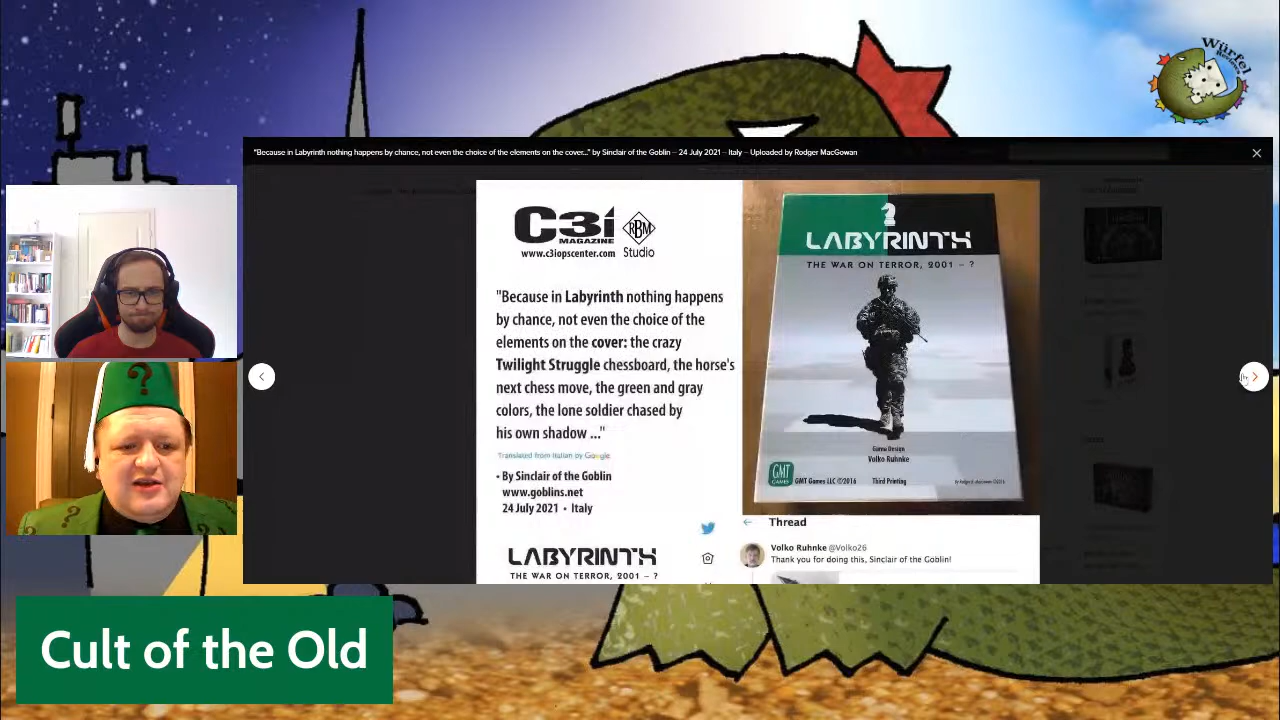 Würfel
"Because in Labyrinth nothing happens by chance, not even the choice of the elements on the cover..." by Sinclair of the Goblin – 24 July 2021 – Italy – Uploaded by Rodger MacGowan
C3i
MAGAZINE
RBM
Studio
www.c3iopscenter.com
"Because in Labyrinth nothing happens
by chance, not even the choice of the
elements on the cover: the crazy
Twilight Struggle chessboard, the horse's
next chess move, the green and gray
colors, the lone soldier chased by
his own shadow ..."
Translated from Italian by Google
• By Sinclair of the Goblin
www.goblins.net
24 July 2021 • Italy
LABYRINTH
THE WAR ON TERROR, 2001 – ?
LABYRINTH
THE WAR ON TERROR, 2001 – ?
Game Design
Volko Ruhnke
GMT
GAMES
GMT Games LLC ©2016
Third Printing
Thread
Volko Ruhnke @Volko26
Thank you for doing this, Sinclair of the Goblin!
?
?
?
Cult of the Old